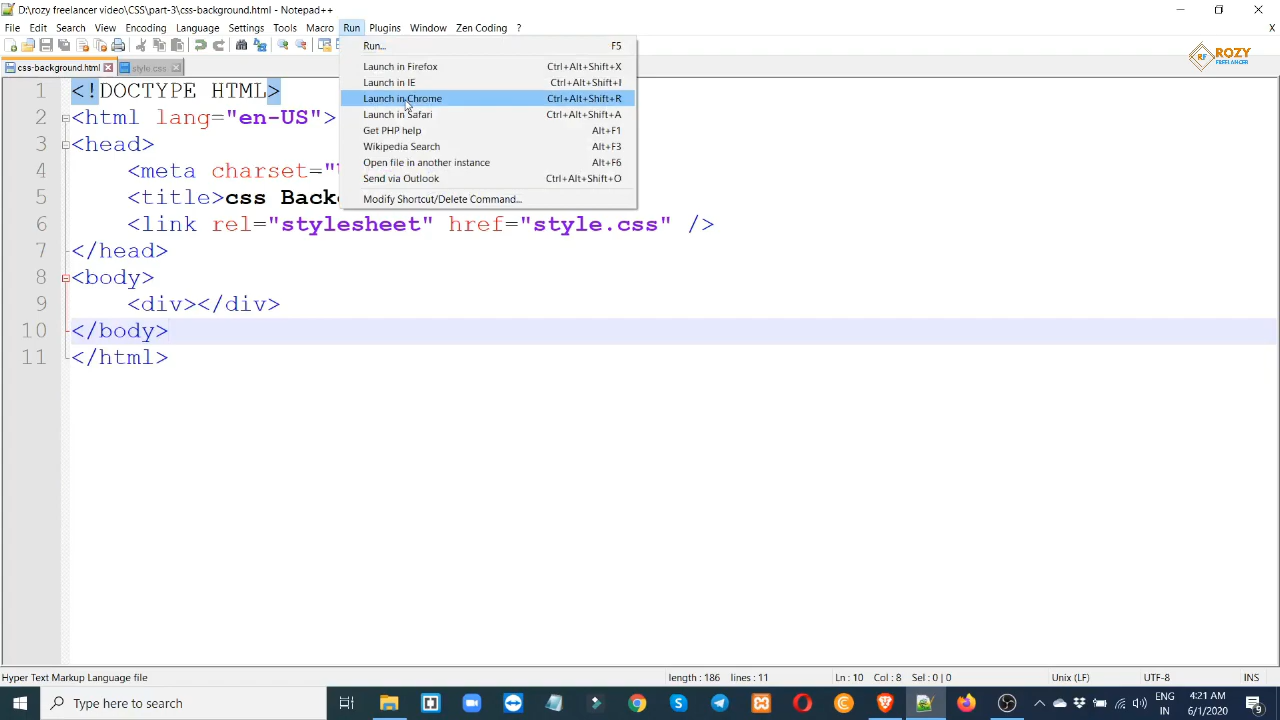 D:\rozy freelancer video\CSS\part-3\css-background.html - Notepad++
File Edit Search View Encoding Language Settings Tools Macro Run Plugins Window Zen Coding ? X
css-background.html style.css
ROZY
FREELANCER
RF
Run... F5
Launch in Firefox Ctrl+Alt+Shift+X
Launch in IE Ctrl+Alt+Shift+I
Launch in Chrome Ctrl+Alt+Shift+R
Launch in Safari Ctrl+Alt+Shift+A
Get PHP help Alt+F1
Wikipedia Search Alt+F3
Open file in another instance Alt+F6
Send via Outlook Ctrl+Alt+Shift+O
Modify Shortcut/Delete Command...
1 <!DOCTYPE HTML>
2 <html lang="en-US">
3 <head>
4 <meta charset="
5 <title>css Back
6 <link rel="stylesheet" href="style.css" />
7 </head>
8 <body>
9 <div></div>
10 </body>
11 </html>
Hyper Text Markup Language file length : 186 lines : 11 Ln : 10 Col : 8 Sel : 0 | 0 Unix (LF) UTF-8 INS
Type here to search
ENG
IN
4:21 AM
6/1/2020